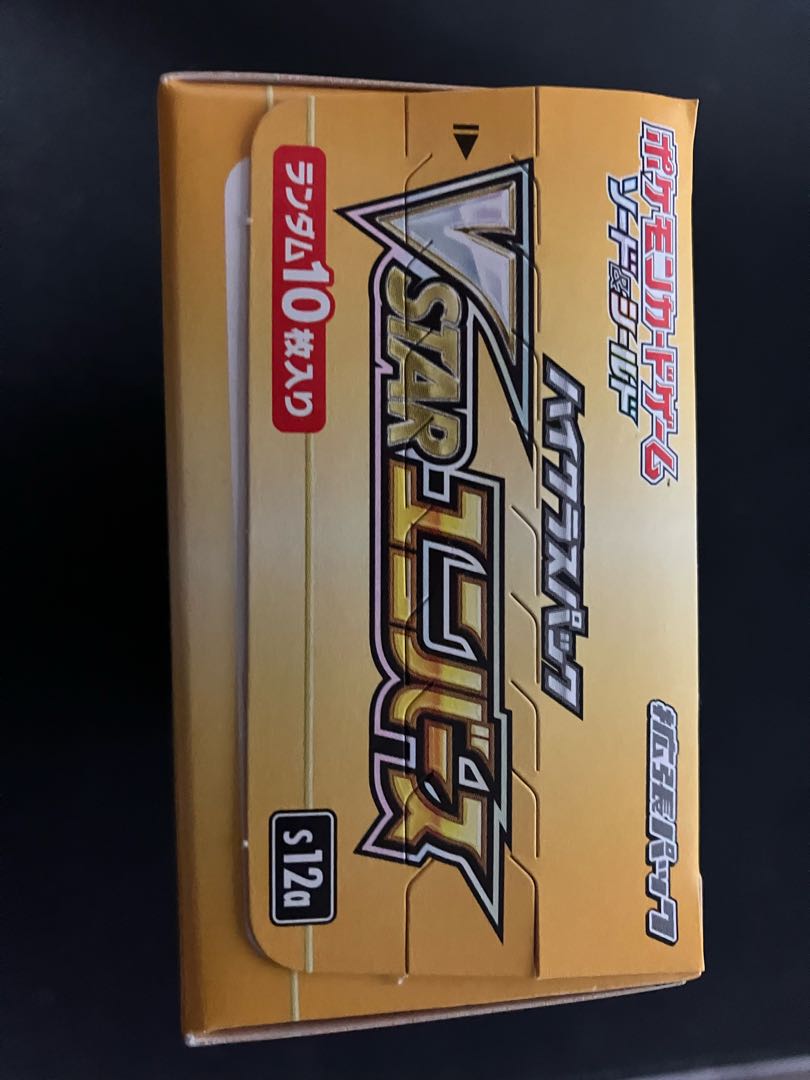 ポケモンカードゲーム™
ソード&シールド
拡張パック
ハイクラスパック
VSTARユニバース
ランダム10枚入り
s12a